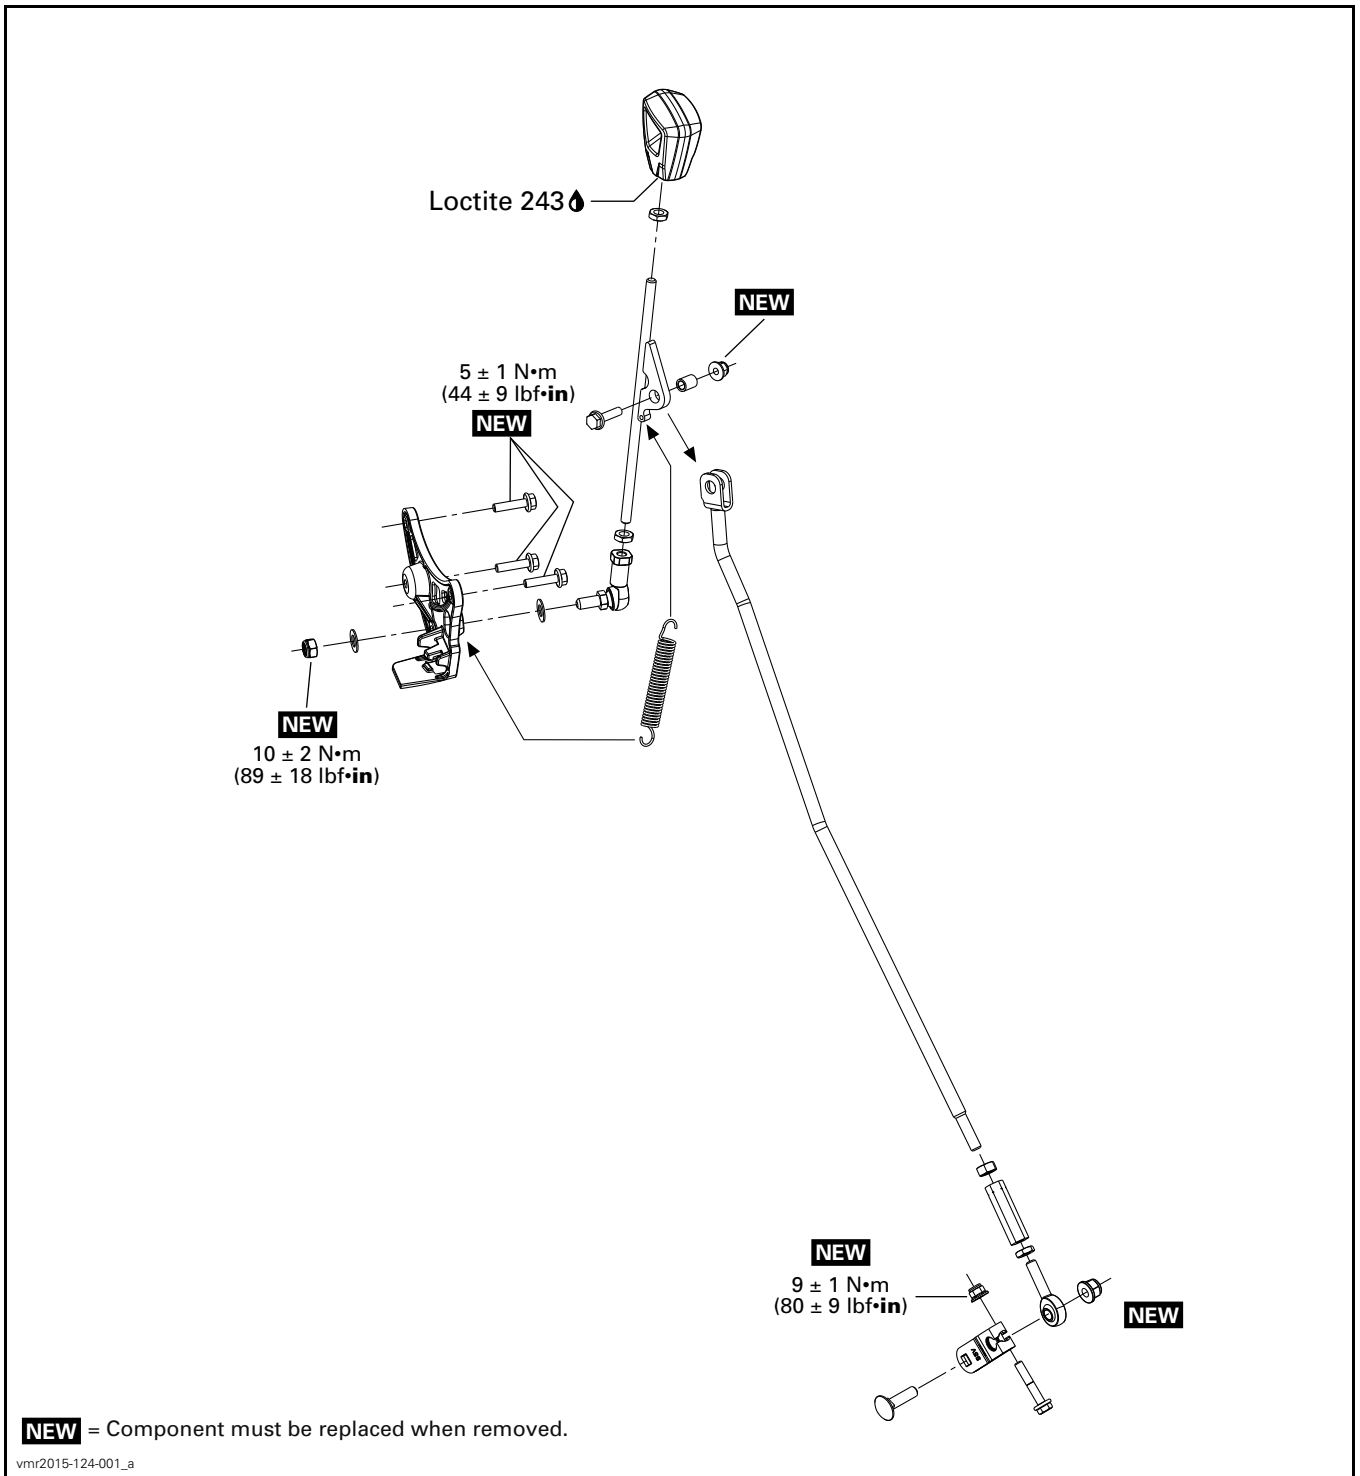 Loctite 243
NEW
5 ± 1 N•m
(44 ± 9 lbf•in)
NEW
NEW
10 ± 2 N•m
(89 ± 18 lbf•in)
NEW
9 ± 1 N•m
(80 ± 9 lbf•in)
NEW
NEW = Component must be replaced when removed.
vmr2015-124-001_a